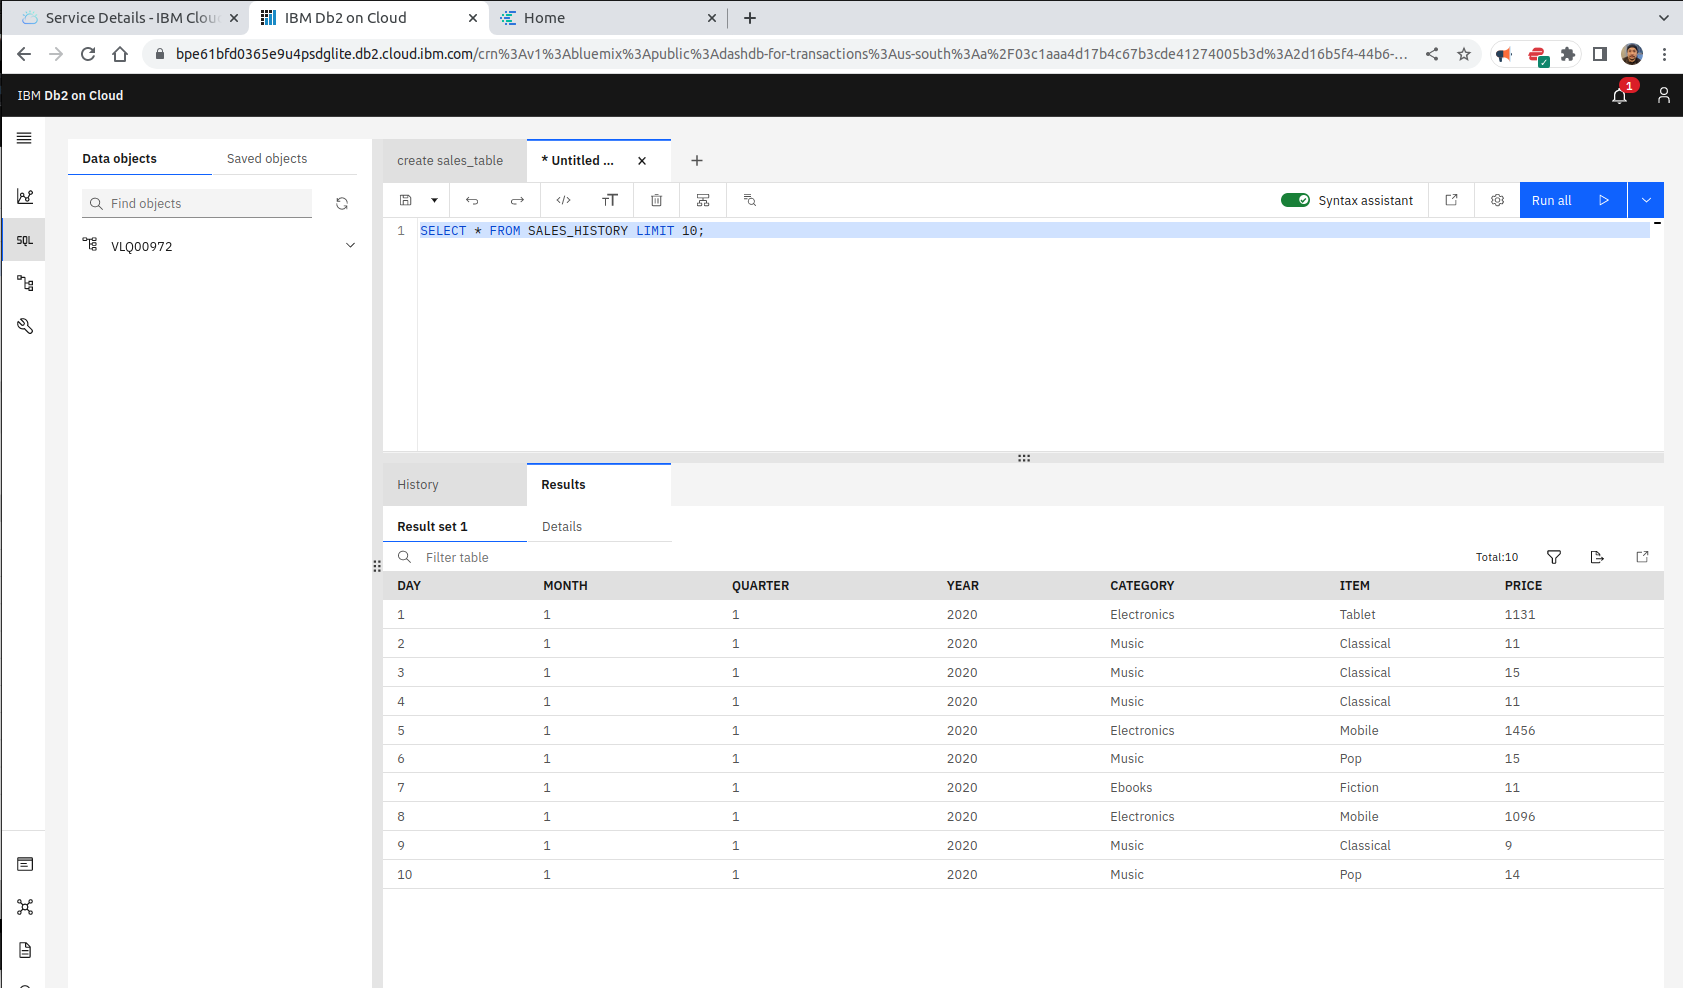 Service Details - IBM Clou
IBM Db2 on Cloud
Home
bpe61bfd0365e9u4psdglite.db2.cloud.ibm.com/crn%3Av1%3Abluemix%3Apublic%3Adashdb-for-transactions%3Aus-south%3Aa%2F03c1aaa4d17b4c67b3cde41274005b3d%3A2d16b5f4-44b6-...
IBM Db2 on Cloud
1
Data objects
Saved objects
Find objects
VLQ00972
SQL
create sales_table
* Untitled ...
Syntax assistant
Run all
1 SELECT * FROM SALES_HISTORY LIMIT 10;
History
Results
Result set 1
Details
Filter table
Total:10
DAY MONTH QUARTER YEAR CATEGORY ITEM PRICE
1 1 1 2020 Electronics Tablet 1131
2 1 1 2020 Music Classical 11
3 1 1 2020 Music Classical 15
4 1 1 2020 Music Classical 11
5 1 1 2020 Electronics Mobile 1456
6 1 1 2020 Music Pop 15
7 1 1 2020 Ebooks Fiction 11
8 1 1 2020 Electronics Mobile 1096
9 1 1 2020 Music Classical 9
10 1 1 2020 Music Pop 14